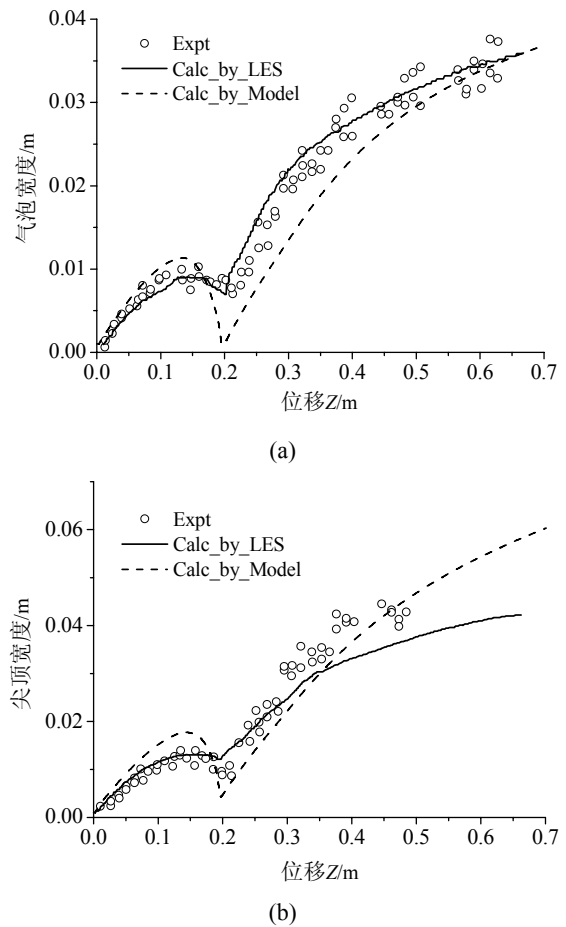 0.04
0.03
0.02
0.01
0.00
气泡宽度/m
Expt
Calc_by_LES
Calc_by_Model
0.0 0.1 0.2 0.3 0.4 0.5 0.6 0.7
位移Z/m
(a)
0.06
0.04
0.02
0.00
尖顶宽度/m
Expt
Calc_by_LES
Calc_by_Model
0.0 0.1 0.2 0.3 0.4 0.5 0.6 0.7
位移Z/m
(b)